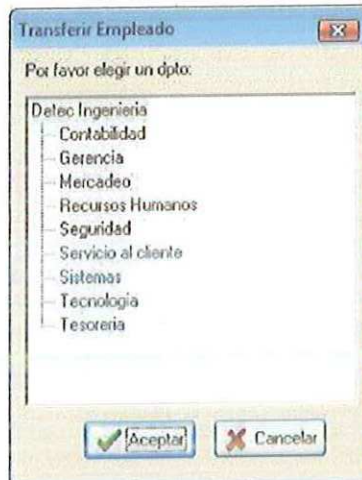 Transferir Empleado
Por favor elegir un dpto:
Detec Ingenieria
Contabilidad
Gerencia
Mercadeo
Recursos Humanos
Seguridad
Servicio al cliente
Sistemas
Tecnologia
Tesoreria
Aceptar Cancelar